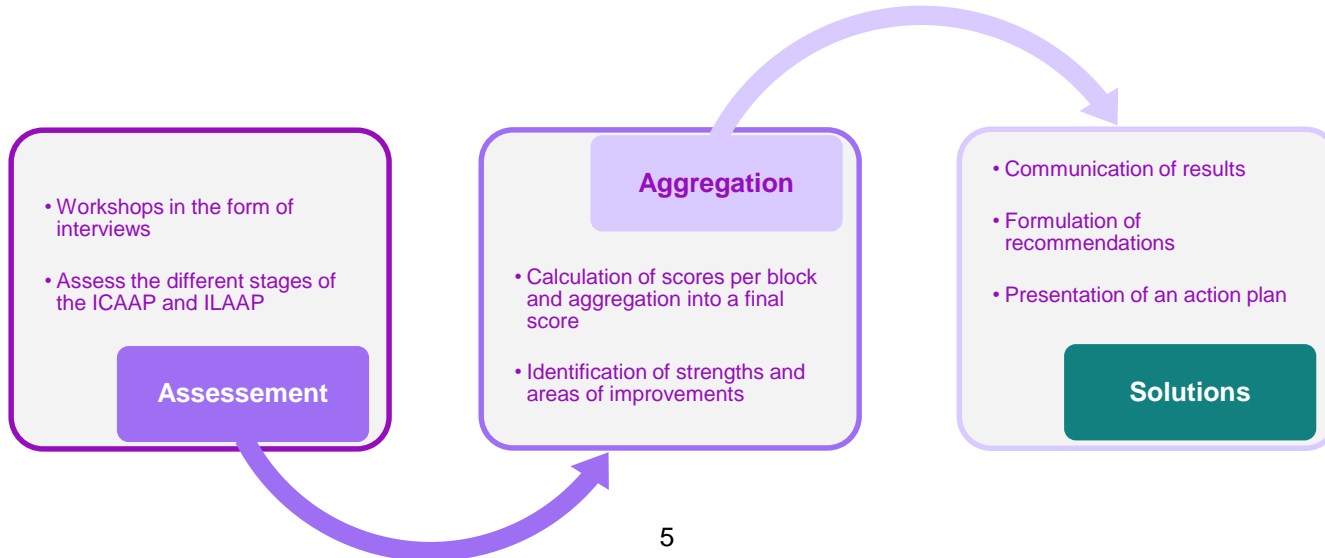 • Workshops in the form of
interviews
• Assess the different stages of
the ICAAP and ILAAP
Assessement
Aggregation
• Calculation of scores per block
and aggregation into a final
score
• Identification of strengths and
areas of improvements
• Communication of results
• Formulation of
recommendations
• Presentation of an action plan
Solutions
5